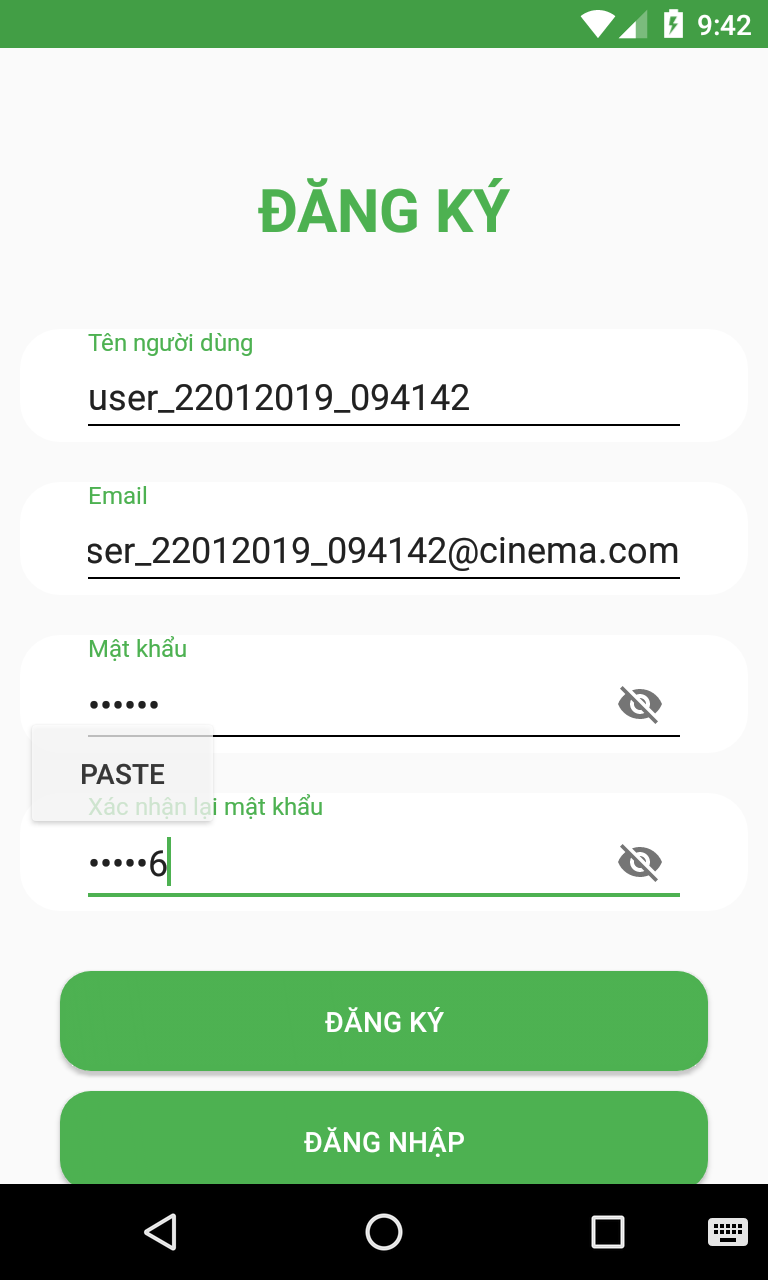 9:42
ĐĂNG KÝ
Tên người dùng
user_22012019_094142
Email
ser_22012019_094142@cinema.com
Mật khẩu
••••••
PASTE
Xác nhận lại mật khẩu
•••••6
ĐĂNG KÝ
ĐĂNG NHẬP